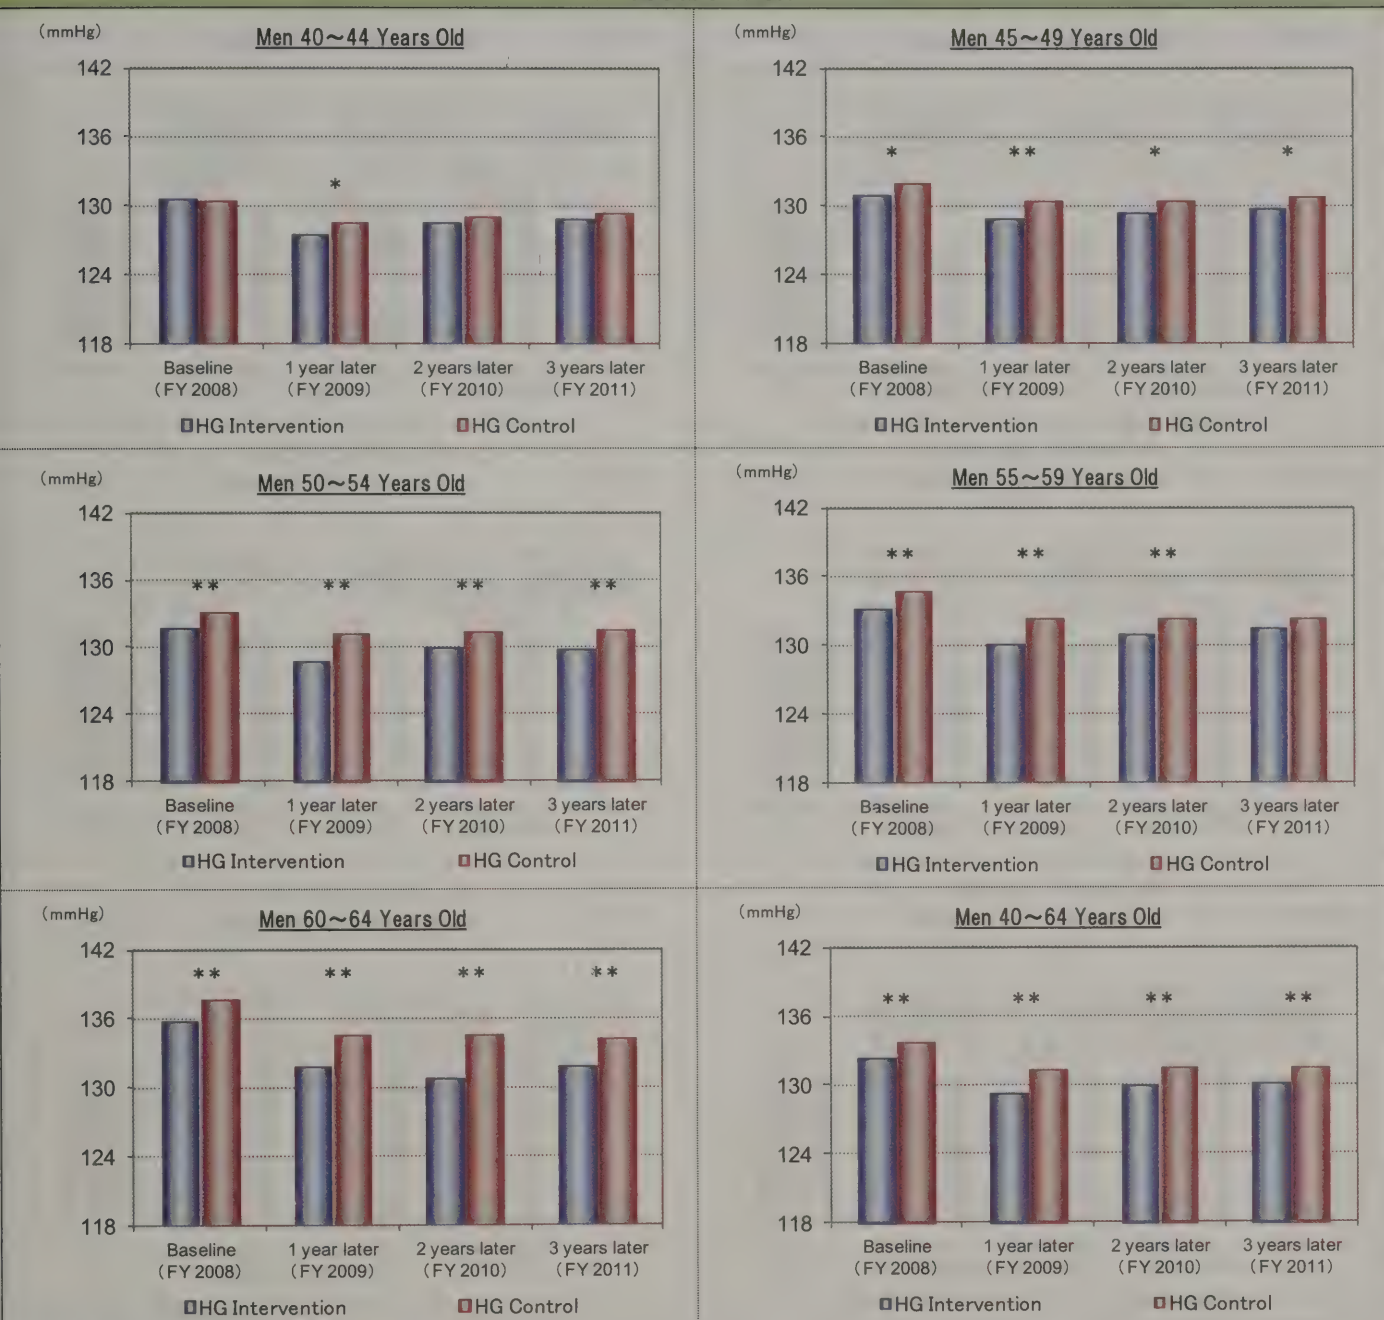 (mmHg)
Men 40～44 Years Old
142
136
130
124
118
*
Baseline
(FY 2008)
1 year later
(FY 2009)
2 years later
(FY 2010)
3 years later
(FY 2011)
HG Intervention
HG Control
(mmHg)
Men 45～49 Years Old
142
136
130
124
118
*
**
*
*
Baseline
(FY 2008)
1 year later
(FY 2009)
2 years later
(FY 2010)
3 years later
(FY 2011)
HG Intervention
HG Control
(mmHg)
Men 50～54 Years Old
142
136
130
124
118
**
**
**
**
Baseline
(FY 2008)
1 year later
(FY 2009)
2 years later
(FY 2010)
3 years later
(FY 2011)
HG Intervention
HG Control
(mmHg)
Men 55～59 Years Old
142
136
130
124
118
**
**
**
Baseline
(FY 2008)
1 year later
(FY 2009)
2 years later
(FY 2010)
3 years later
(FY 2011)
HG Intervention
HG Control
(mmHg)
Men 60～64 Years Old
142
136
130
124
118
**
**
**
**
Baseline
(FY 2008)
1 year later
(FY 2009)
2 years later
(FY 2010)
3 years later
(FY 2011)
HG Intervention
HG Control
(mmHg)
Men 40～64 Years Old
142
136
130
124
118
**
**
**
**
Baseline
(FY 2008)
1 year later
(FY 2009)
2 years later
(FY 2010)
3 years later
(FY 2011)
HG Intervention
HG Control